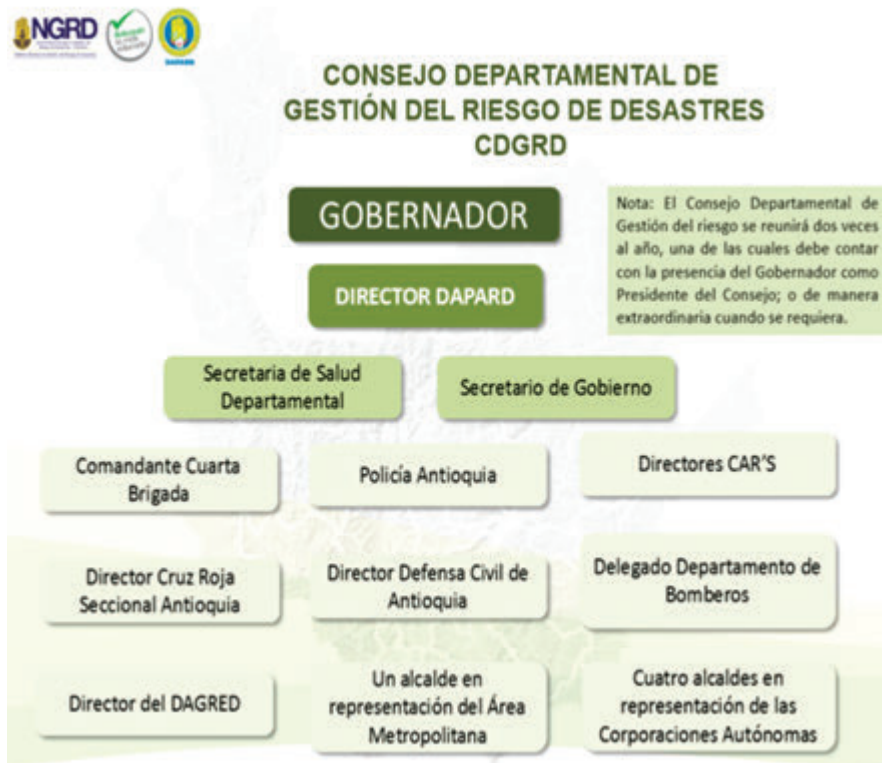 NGRD
CONSEJO DEPARTAMENTAL DE
GESTIÓN DEL RIESGO DE DESASTRES
CDGRD
GOBERNADOR
Nota: El Consejo Departamental de
Gestión del riesgo se reunirá dos veces
al año, una de las cuales debe contar
con la presencia del Gobernador como
Presidente del Consejo; o de manera
extraordinaria cuando se requiera.
DIRECTOR DAPARD
Secretaria de Salud
Departamental
Secretario de Gobierno
Comandante Cuarta
Brigada
Policía Antioquia
Directores CAR'S
Director Cruz Roja
Seccional Antioquia
Director Defensa Civil de
Antioquia
Delegado Departamento de
Bomberos
Director del DAGRED
Un alcalde en
representación del Área
Metropolitana
Cuatro alcaldes en
representación de las
Corporaciones Autónomas